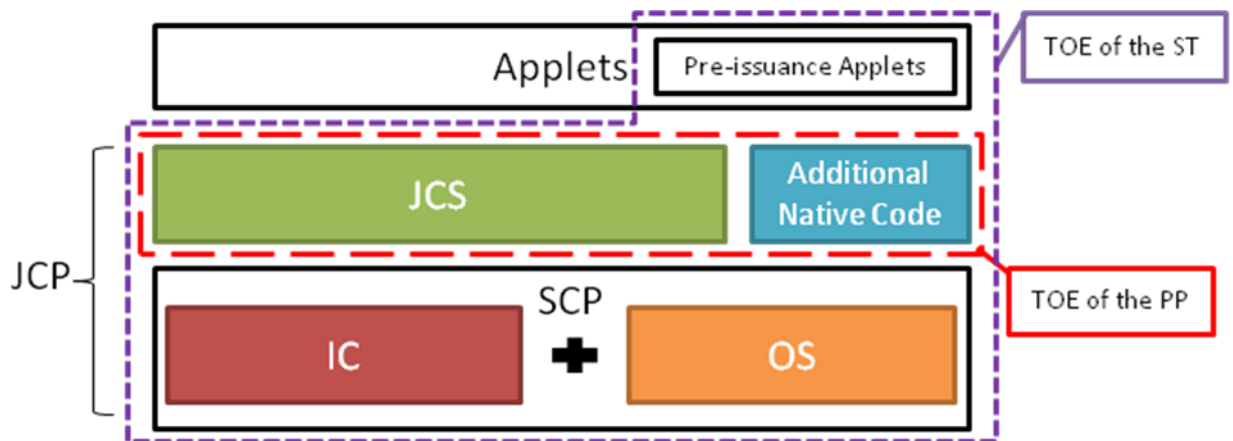 TOE of the ST
Applets
Pre-issuance Applets
JCS
Additional
Native Code
JCP
TOE of the PP
SCP
IC
OS